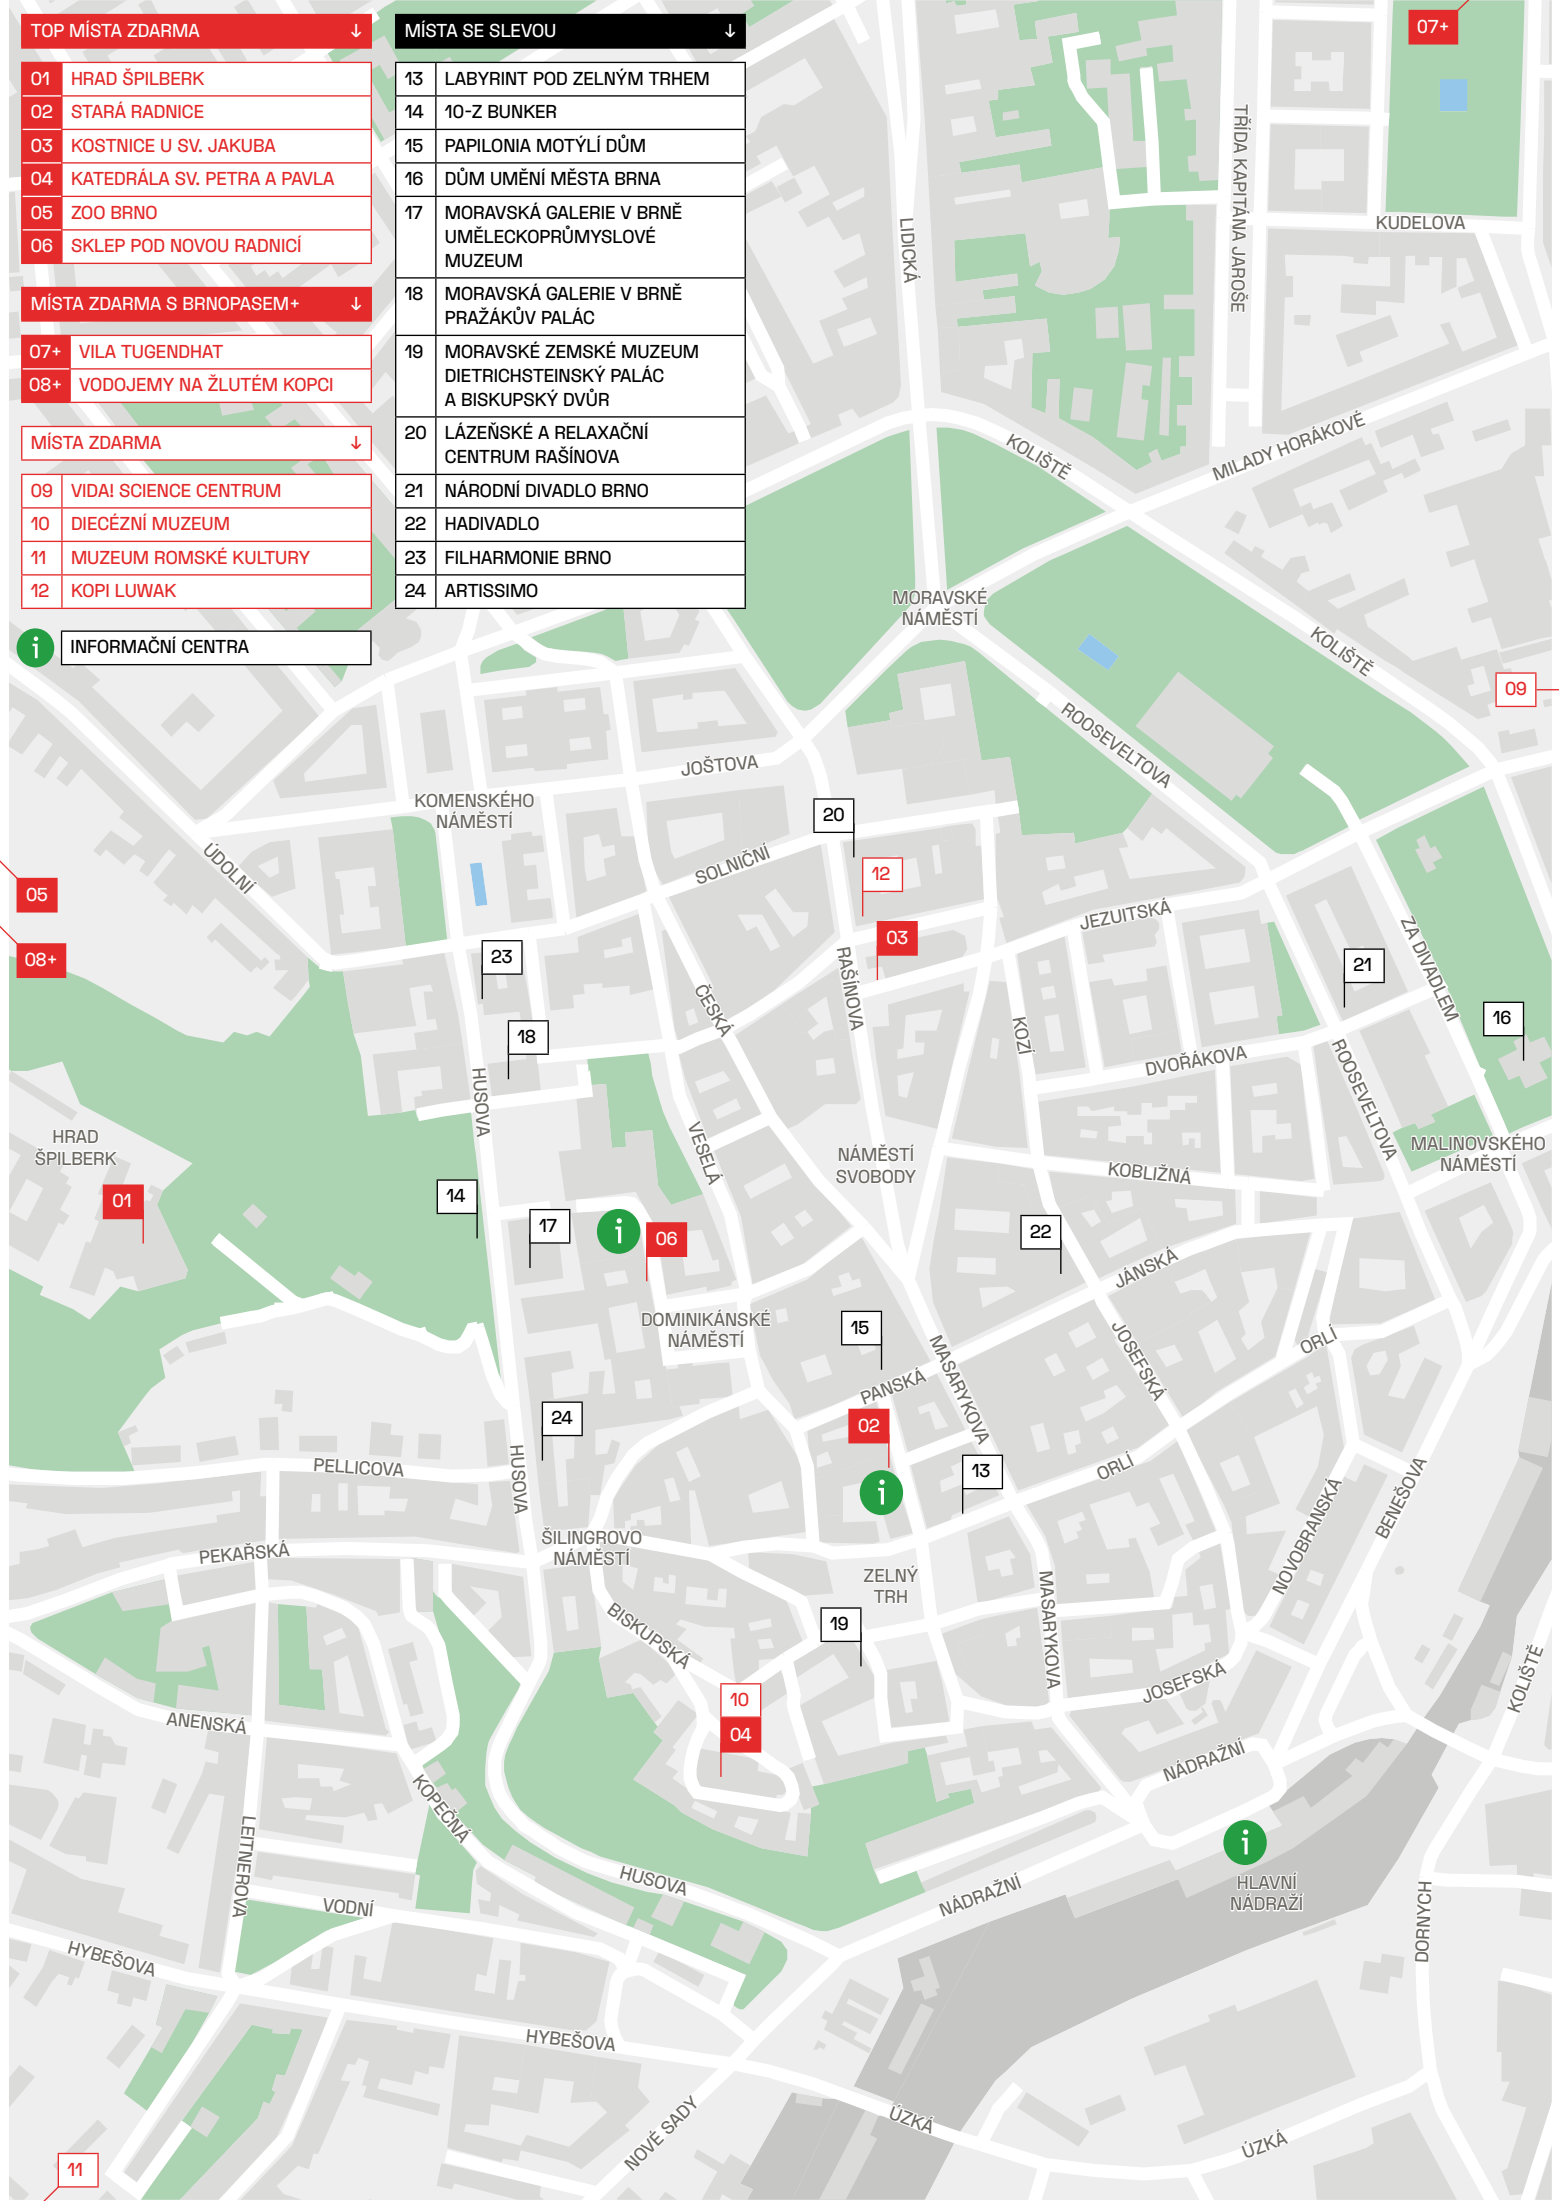 TOP MÍSTA ZDARMA ↓
01 HRAD ŠPILBERK
02 STARÁ RADNICE
03 KOSTNICE U SV. JAKUBA
04 KATEDRÁLA SV. PETRA A PAVLA
05 ZOO BRNO
06 SKLEP POD NOVOU RADNICÍ
MÍSTA ZDARMA S BRNOPASEM+ ↓
07+ VILA TUGENDHAT
08+ VODOJEMY NA ŽLUTÉM KOPCI
MÍSTA ZDARMA ↓
09 VIDA! SCIENCE CENTRUM
10 DIECÉZNÍ MUZEUM
11 MUZEUM ROMSKÉ KULTURY
12 KOPI LUWAK
i INFORMAČNÍ CENTRA
MÍSTA SE SLEVOU ↓
13 LABYRINT POD ZELNÝM TRHEM
14 10-Z BUNKER
15 PAPILONIA MOTÝLÍ DŮM
16 DŮM UMĚNÍ MĚSTA BRNA
17 MORAVSKÁ GALERIE V BRNĚ
UMĚLECKOPRŮMYSLOVÉ
MUZEUM
18 MORAVSKÁ GALERIE V BRNĚ
PRAŽÁKŮV PALÁC
19 MORAVSKÉ ZEMSKÉ MUZEUM
DIETRICHSTEINSKÝ PALÁC
A BISKUPSKÝ DVŮR
20 LÁZEŇSKÉ A RELAXAČNÍ
CENTRUM RAŠÍNOVA
21 NÁRODNÍ DIVADLO BRNO
22 HADIVADLO
23 FILHARMONIE BRNO
24 ARTISSIMO
07+
TŘÍDA KAPITÁNA JAROŠE
KUDELOVA
LIDICKÁ
KOLIŠTĚ
MILADY HORÁKOVÉ
MORAVSKÉ
NÁMĚSTÍ
KOLIŠTĚ
09
ROOSEVELTOVA
JOŠTOVA
KOMENSKÉHO
NÁMĚSTÍ
20
SOLNIČNÍ
ÚDOLNÍ
12
05
JEZUITSKÁ
03
ZA DIVADLEM
08+
23
21
RAŠÍNOVA
ČESKÁ
16
18
KOZÍ
DVOŘÁKOVA
ROOSEVELTOVA
HUSOVA
HRAD
ŠPILBERK
VESELÁ
NÁMĚSTÍ
SVOBODY
KOBLIŽNÁ
MALINOVSKÉHO
NÁMĚSTÍ
01
14
17
i
06
22
JÁNSKÁ
DOMINIKÁNSKÉ
NÁMĚSTÍ
15
MASARYKOVA
JOSEFSKÁ
ORLÍ
PANSKÁ
24
02
PELLICOVA
HUSOVA
13
ORLÍ
i
BENEŠOVA
NOVOBRANSKÁ
ŠILINGROVO
NÁMĚSTÍ
PEKAŘSKÁ
ZELNÝ
TRH
MASARYKOVA
19
BISKUPSKÁ
JOSEFSKÁ
KOLIŠTĚ
10
04
ANENSKÁ
NÁDRAŽNÍ
KOPEČNÁ
i
LEITNEROVA
HUSOVA
HLAVNÍ
NÁDRAŽÍ
NÁDRAŽNÍ
VODNÍ
DORNYCH
HYBEŠOVA
HYBEŠOVA
NOVÉ SADY
ÚZKÁ
ÚZKÁ
11